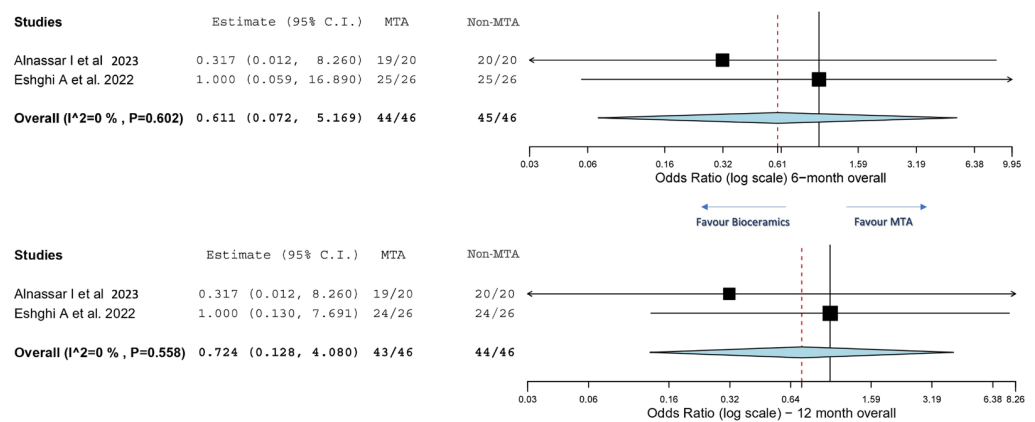 Studies Estimate (95% C.I.) MTA Non-MTA
Alnassar I et al 2023 0.317 (0.012, 8.260) 19/20 20/20
Eshghi A et al. 2022 1.000 (0.059, 16.890) 25/26 25/26
Overall (I^2=0 % , P=0.602) 0.611 (0.072, 5.169) 44/46 45/46
0.03 0.06 0.16 0.32 0.61 1.59 3.19 6.38 9.95
Odds Ratio (log scale) 6−month overall
Favour Bioceramics Favour MTA
Studies Estimate (95% C.I.) MTA Non-MTA
Alnassar I et al 2023 0.317 (0.012, 8.260) 19/20 20/20
Eshghi A et al. 2022 1.000 (0.130, 7.691) 24/26 24/26
Overall (I^2=0 % , P=0.558) 0.724 (0.128, 4.080) 43/46 44/46
0.03 0.06 0.16 0.32 0.64 1.59 3.19 6.38 8.26
Odds Ratio (log scale) − 12 month overall